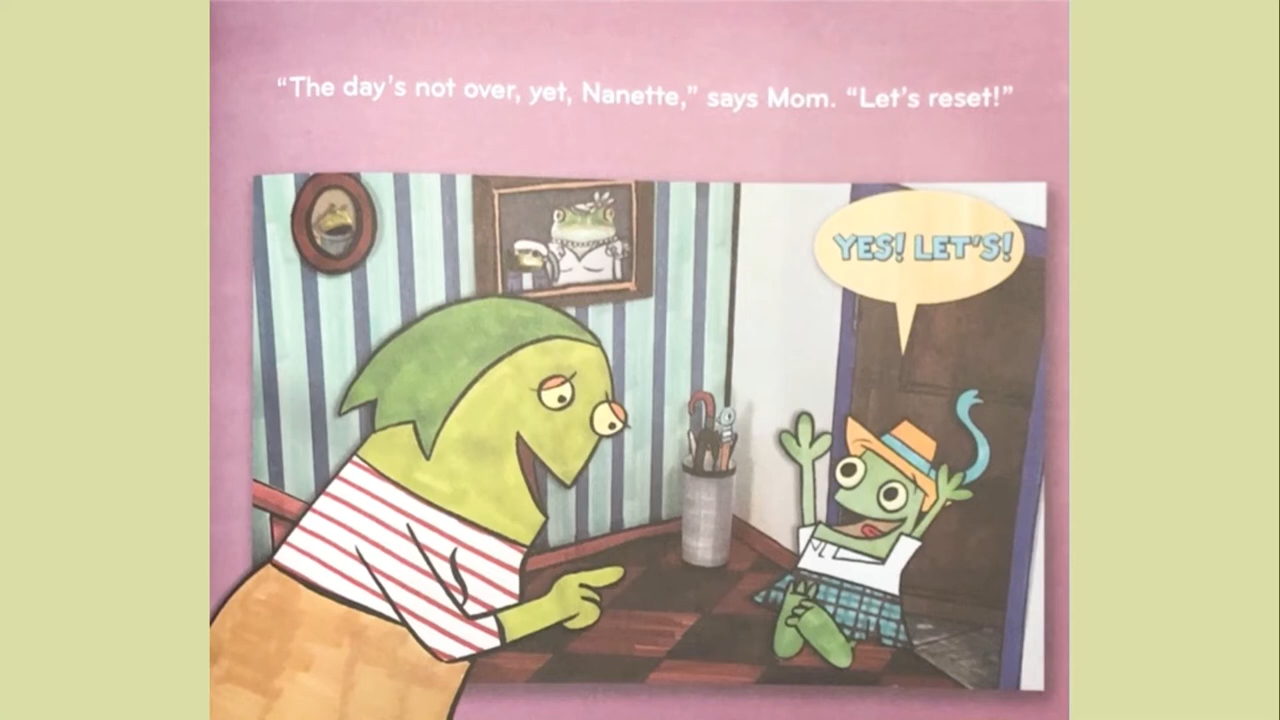 “The day’s not over, yet, Nanette,” says Mom. “Let’s reset!”
YES! LET’S!